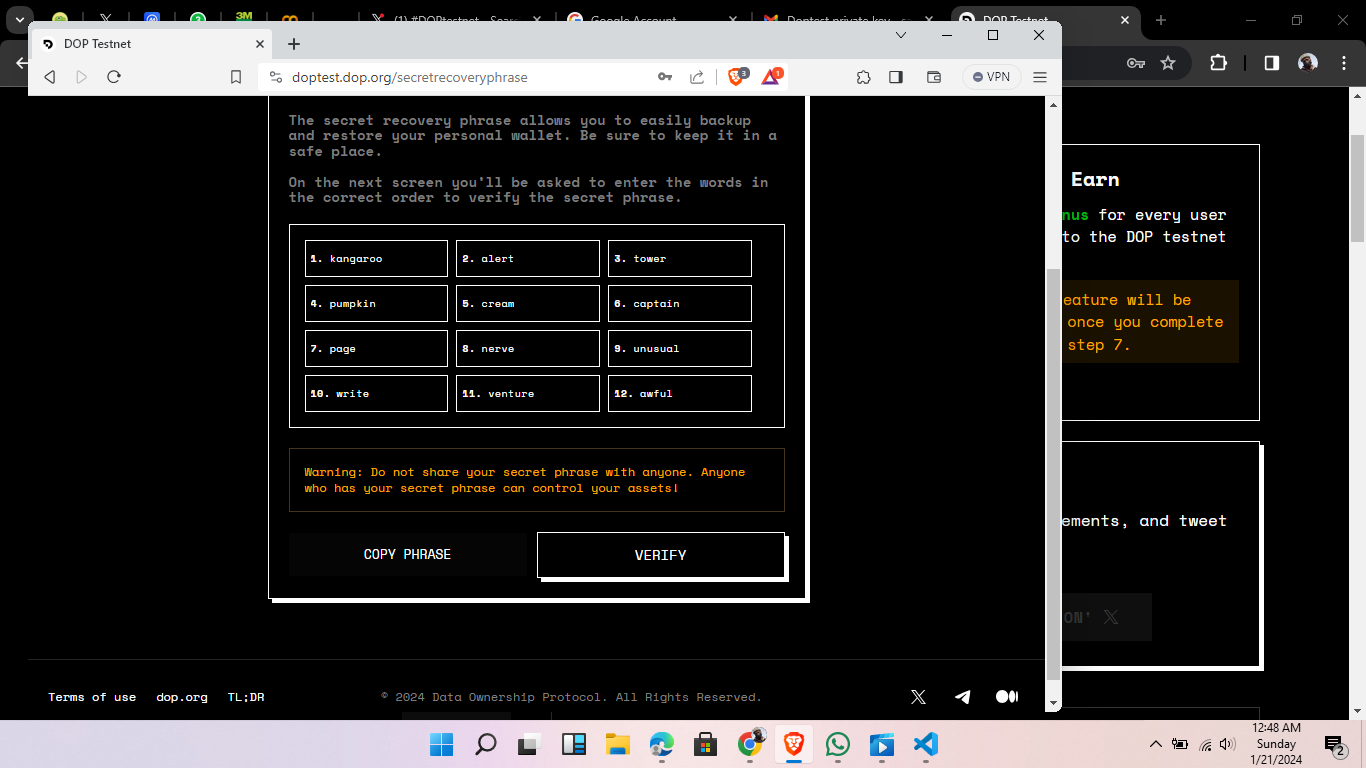 (1) #DOPtestnet - Sear
Google Account
Doptest private key
DOP Testnet
DOP Testnet
doptest.dop.org/secretrecoveryphrase
3
1
VPN
The secret recovery phrase allows you to easily backup
and restore your personal wallet. Be sure to keep it in a
safe place.
On the next screen you'll be asked to enter the words in
the correct order to verify the secret phrase.
1. kangaroo
2. alert
3. tower
4. pumpkin
5. cream
6. captain
7. page
8. nerve
9. unusual
10. write
11. venture
12. awful
Warning: Do not share your secret phrase with anyone. Anyone
who has your secret phrase can control your assets!
COPY PHRASE
VERIFY
Terms of use
dop.org
TL;DR
© 2024 Data Ownership Protocol. All Rights Reserved.
Earn
nus for every user
to the DOP testnet
eature will be
once you complete
step 7.
ements, and tweet
ON'
12:48 AM
Sunday
1/21/2024
2